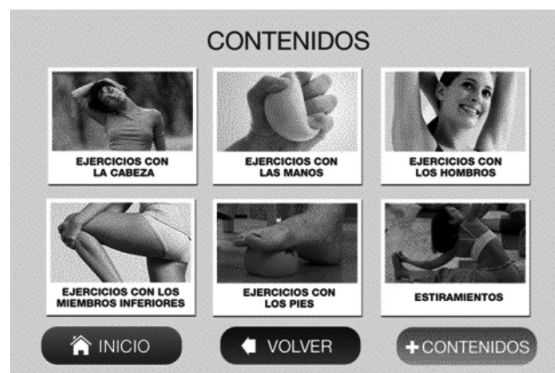 CONTENIDOS
EJERCICIOS CON
LA CABEZA
EJERCICIOS CON
LAS MANOS
EJERCICIOS CON
LOS HOMBROS
EJERCICIOS CON LOS
MIEMBROS INFERIORES
EJERCICIOS CON
LOS PIES
ESTIRAMIENTOS
INICIO
VOLVER
+CONTENIDOS